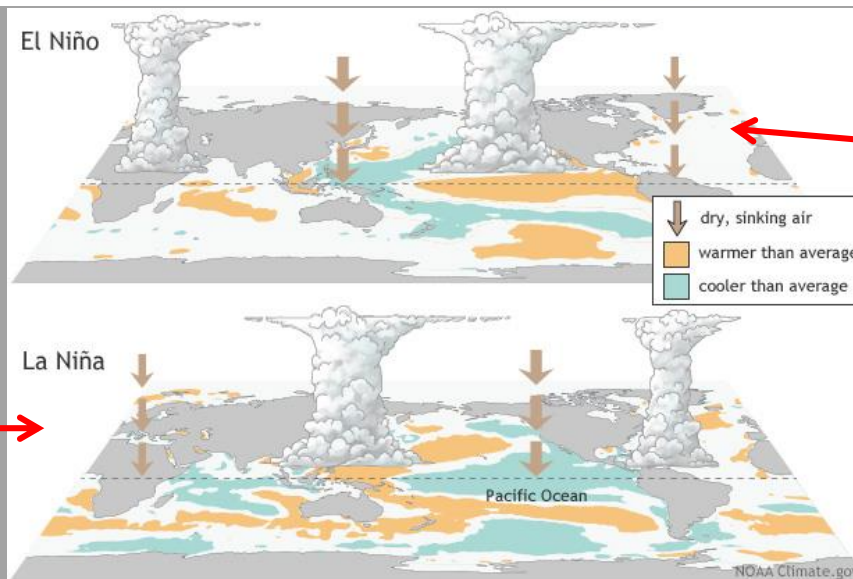 El Niño
dry, sinking air
warmer than average
cooler than average
La Niña
Pacific Ocean
NOAA Climate.gov